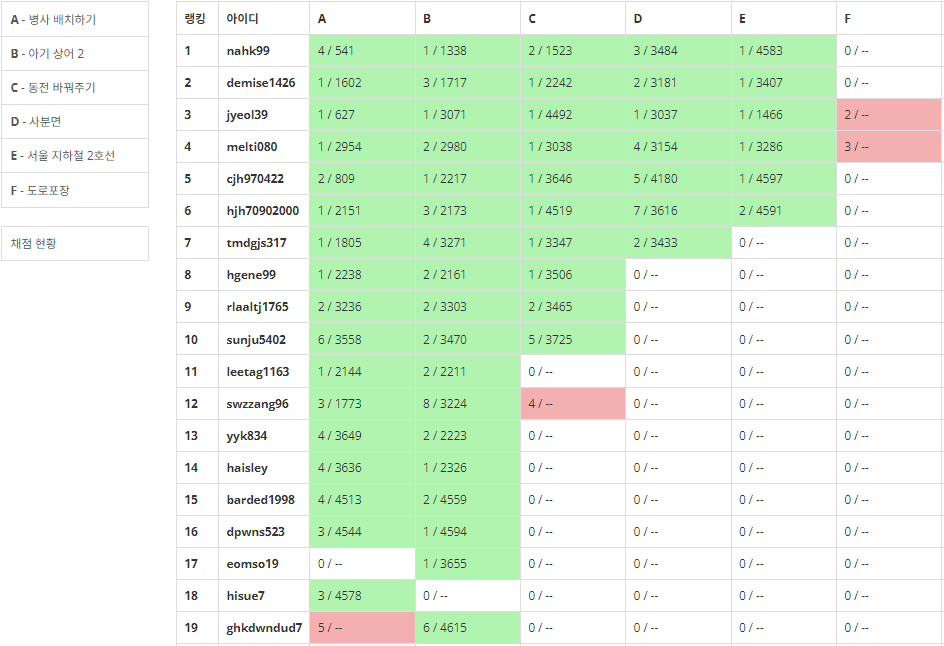 A - 병사 배치하기
B - 아기 상어 2
C - 동전 바꿔주기
D - 사분면
E - 서울 지하철 2호선
F - 도로포장
채점 현황
랭킹 아이디 A B C D E F
1 nahk99 4 / 541 1 / 1338 2 / 1523 3 / 3484 1 / 4583 0 / --
2 demise1426 1 / 1602 3 / 1717 1 / 2242 2 / 3181 1 / 3407 0 / --
3 jyeol39 1 / 627 1 / 3071 1 / 4492 1 / 3037 1 / 1466 2 / --
4 melti080 1 / 2954 2 / 2980 1 / 3038 4 / 3154 1 / 3286 3 / --
5 cjh970422 2 / 809 1 / 2217 1 / 3646 5 / 4180 1 / 4597 0 / --
6 hjh70902000 1 / 2151 3 / 2173 1 / 4519 7 / 3616 2 / 4591 0 / --
7 tmdgjs317 1 / 1805 4 / 3271 1 / 3347 2 / 3433 0 / -- 0 / --
8 hgene99 1 / 2238 2 / 2161 1 / 3506 0 / -- 0 / -- 0 / --
9 rlaaltj1765 2 / 3236 2 / 3303 2 / 3465 0 / -- 0 / -- 0 / --
10 sunju5402 6 / 3558 2 / 3470 5 / 3725 0 / -- 0 / -- 0 / --
11 leetag1163 1 / 2144 2 / 2211 0 / -- 0 / -- 0 / -- 0 / --
12 swzzang96 3 / 1773 8 / 3224 4 / -- 0 / -- 0 / -- 0 / --
13 yyk834 4 / 3649 2 / 2223 0 / -- 0 / -- 0 / -- 0 / --
14 haisley 4 / 3636 1 / 2326 0 / -- 0 / -- 0 / -- 0 / --
15 barded1998 4 / 4513 2 / 4559 0 / -- 0 / -- 0 / -- 0 / --
16 dpwns523 3 / 4544 1 / 4594 0 / -- 0 / -- 0 / -- 0 / --
17 eomso19 0 / -- 1 / 3655 0 / -- 0 / -- 0 / -- 0 / --
18 hisue7 3 / 4578 0 / -- 0 / -- 0 / -- 0 / -- 0 / --
19 ghkdwndud7 5 / -- 6 / 4615 0 / -- 0 / -- 0 / -- 0 / --